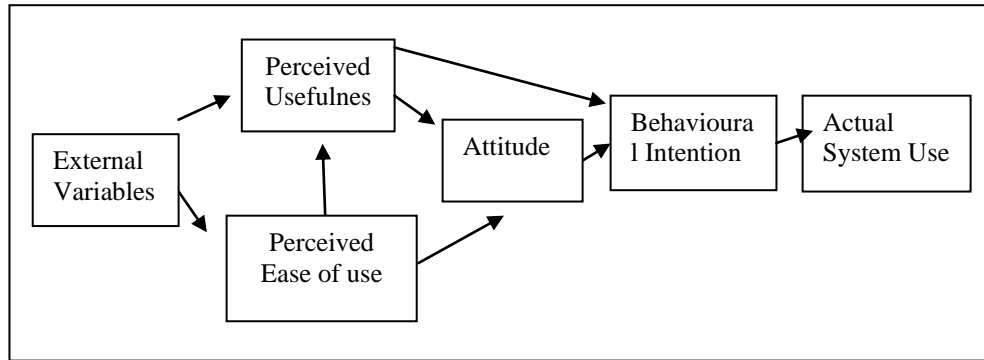 Perceived
Usefulnes
External
Variables
Perceived
Ease of use
Attitude
Behavioura
l Intention
Actual
System Use